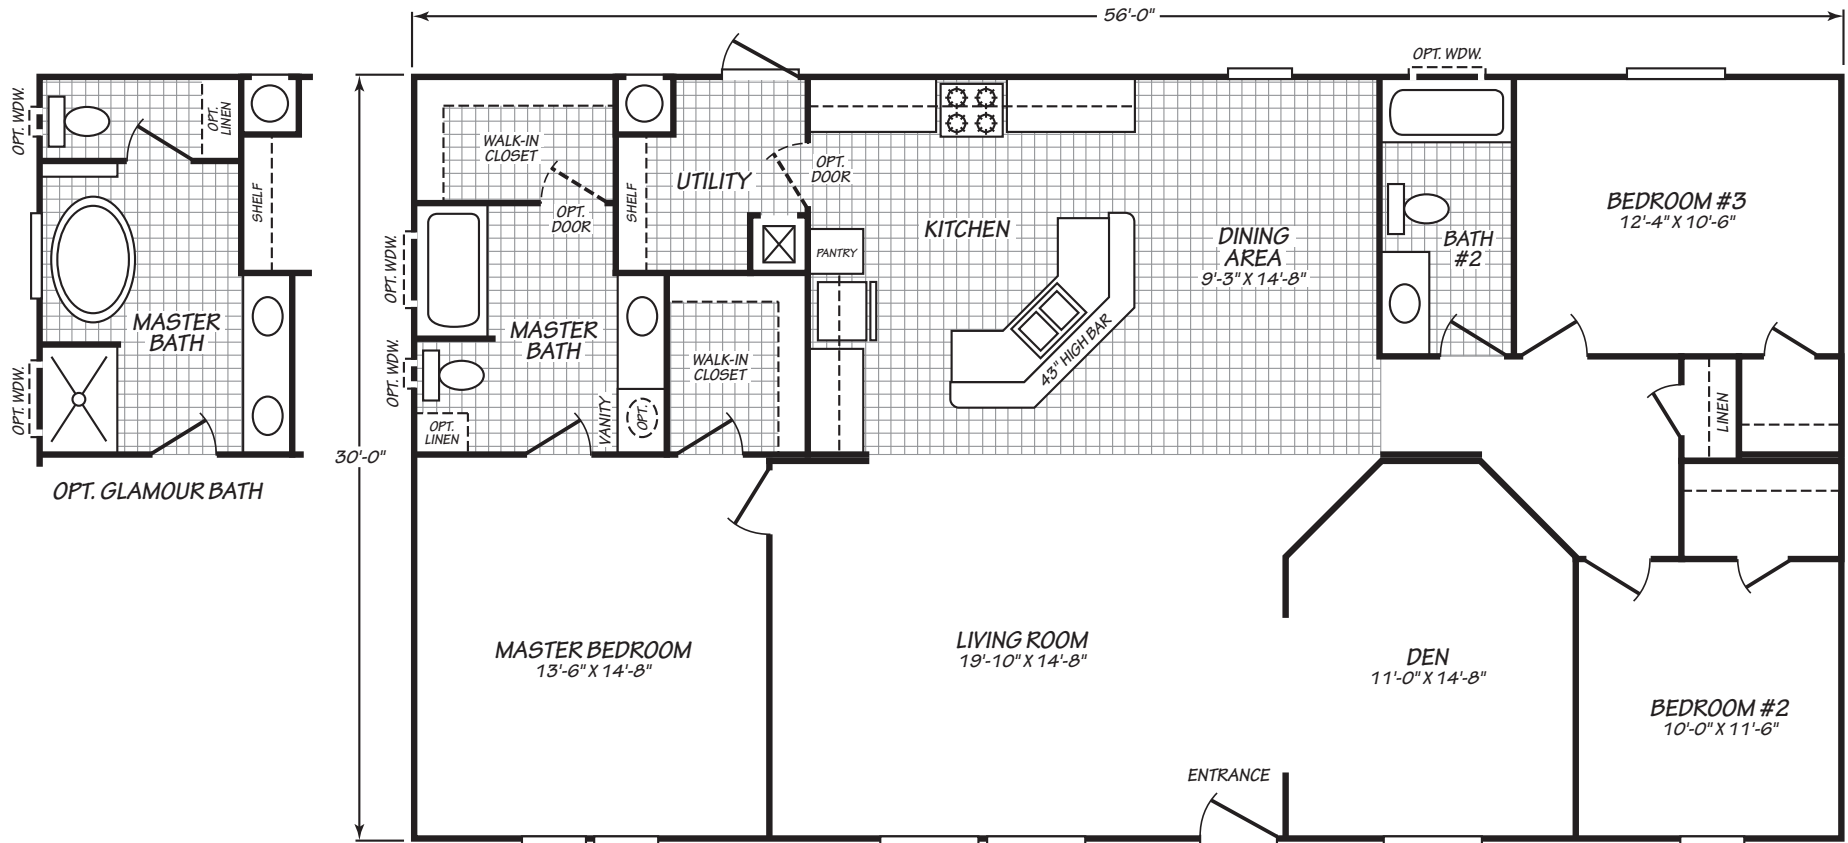 56'-0"
OPT. WDW.
OPT. WDW.
OPT.
LINEN
SHELF
MASTER
BATH
OPT. WDW.
OPT. GLAMOUR BATH
30'-0"
WALK-IN
CLOSET
OPT.
DOOR
SHELF
UTILITY
OPT.
DOOR
OPT. WDW.
MASTER
BATH
OPT. WDW.
OPT.
LINEN
VANITY
OPT.
WALK-IN
CLOSET
PANTRY
KITCHEN
43" HIGH BAR
DINING
AREA
9'-3" X 14'-8"
BATH
#2
BEDROOM #3
12'-4" X 10'-6"
LINEN
MASTER BEDROOM
13'-6" X 14'-8"
LIVING ROOM
19'-10" X 14'-8"
ENTRANCE
DEN
11'-0" X 14'-8"
BEDROOM #2
10'-0" X 11'-6"